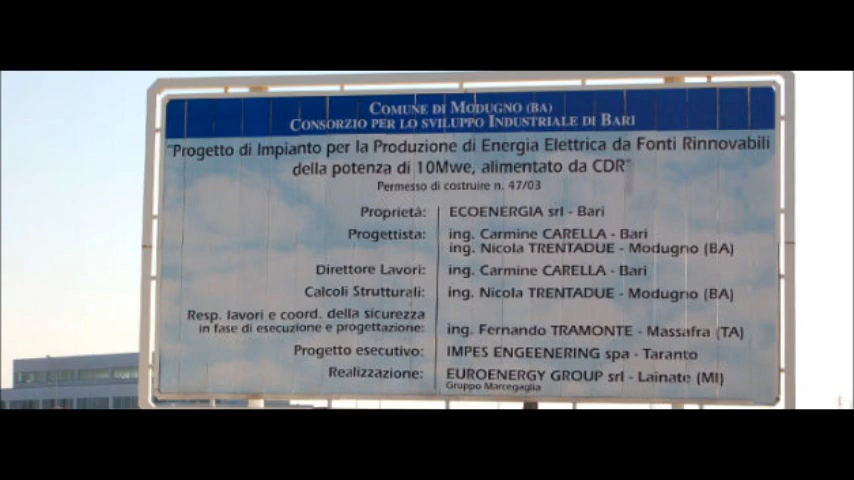 COMUNE DI MODUGNO (BA)
CONSORZIO PER LO SVILUPPO INDUSTRIALE DI BARI
"Progetto di Impianto per la Produzione di Energia Elettrica da Fonti Rinnovabili
della potenza di 10Mwe, alimentato da CDR"
Permesso di costruire n. 47/03
Proprietà: ECOENERGIA srl - Bari
Progettista: ing. Carmine CARELLA - Bari
ing. Nicola TRENTADUE - Modugno (BA)
Direttore Lavori: ing. Carmine CARELLA - Bari
Calcoli Strutturali: ing. Nicola TRENTADUE - Modugno (BA)
Resp. lavori e coord. della sicurezza
in fase di esecuzione e progettazione: ing. Fernando TRAMONTE - Massafra (TA)
Progetto esecutivo: IMPES ENGEENERING spa - Taranto
Realizzazione: EUROENERGY GROUP srl - Lainate (MI)
Gruppo Marcegaglia